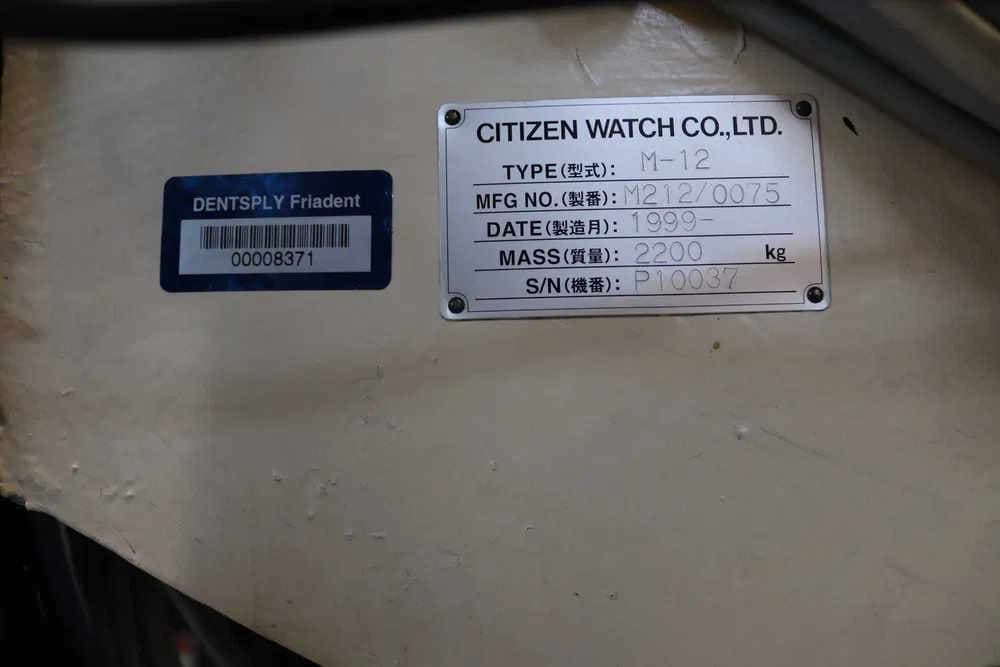 DENTSPLY Friadent
00008371
CITIZEN WATCH CO.,LTD.
TYPE(型式): M-12
MFG NO.(製番): M212/0075
DATE(製造月): 1999-
MASS(質量): 2200 kg
S/N(機番): P10037